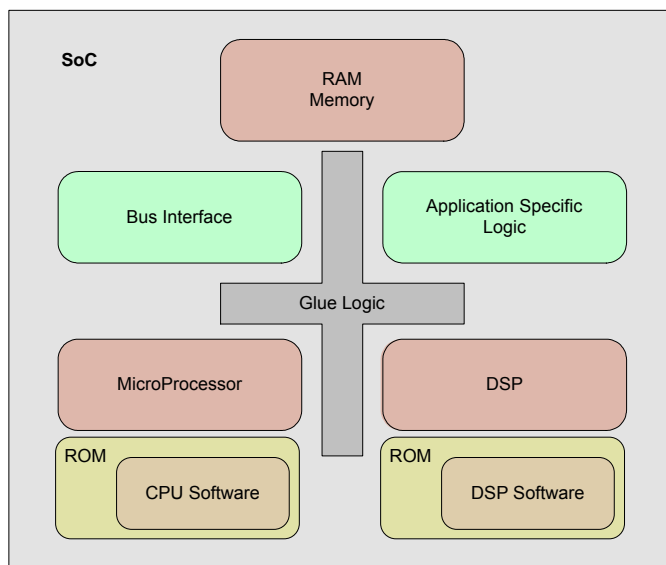 SoC
RAM
Memory
Bus Interface
Application Specific
Logic
Glue Logic
MicroProcessor
DSP
ROM
CPU Software
ROM
DSP Software